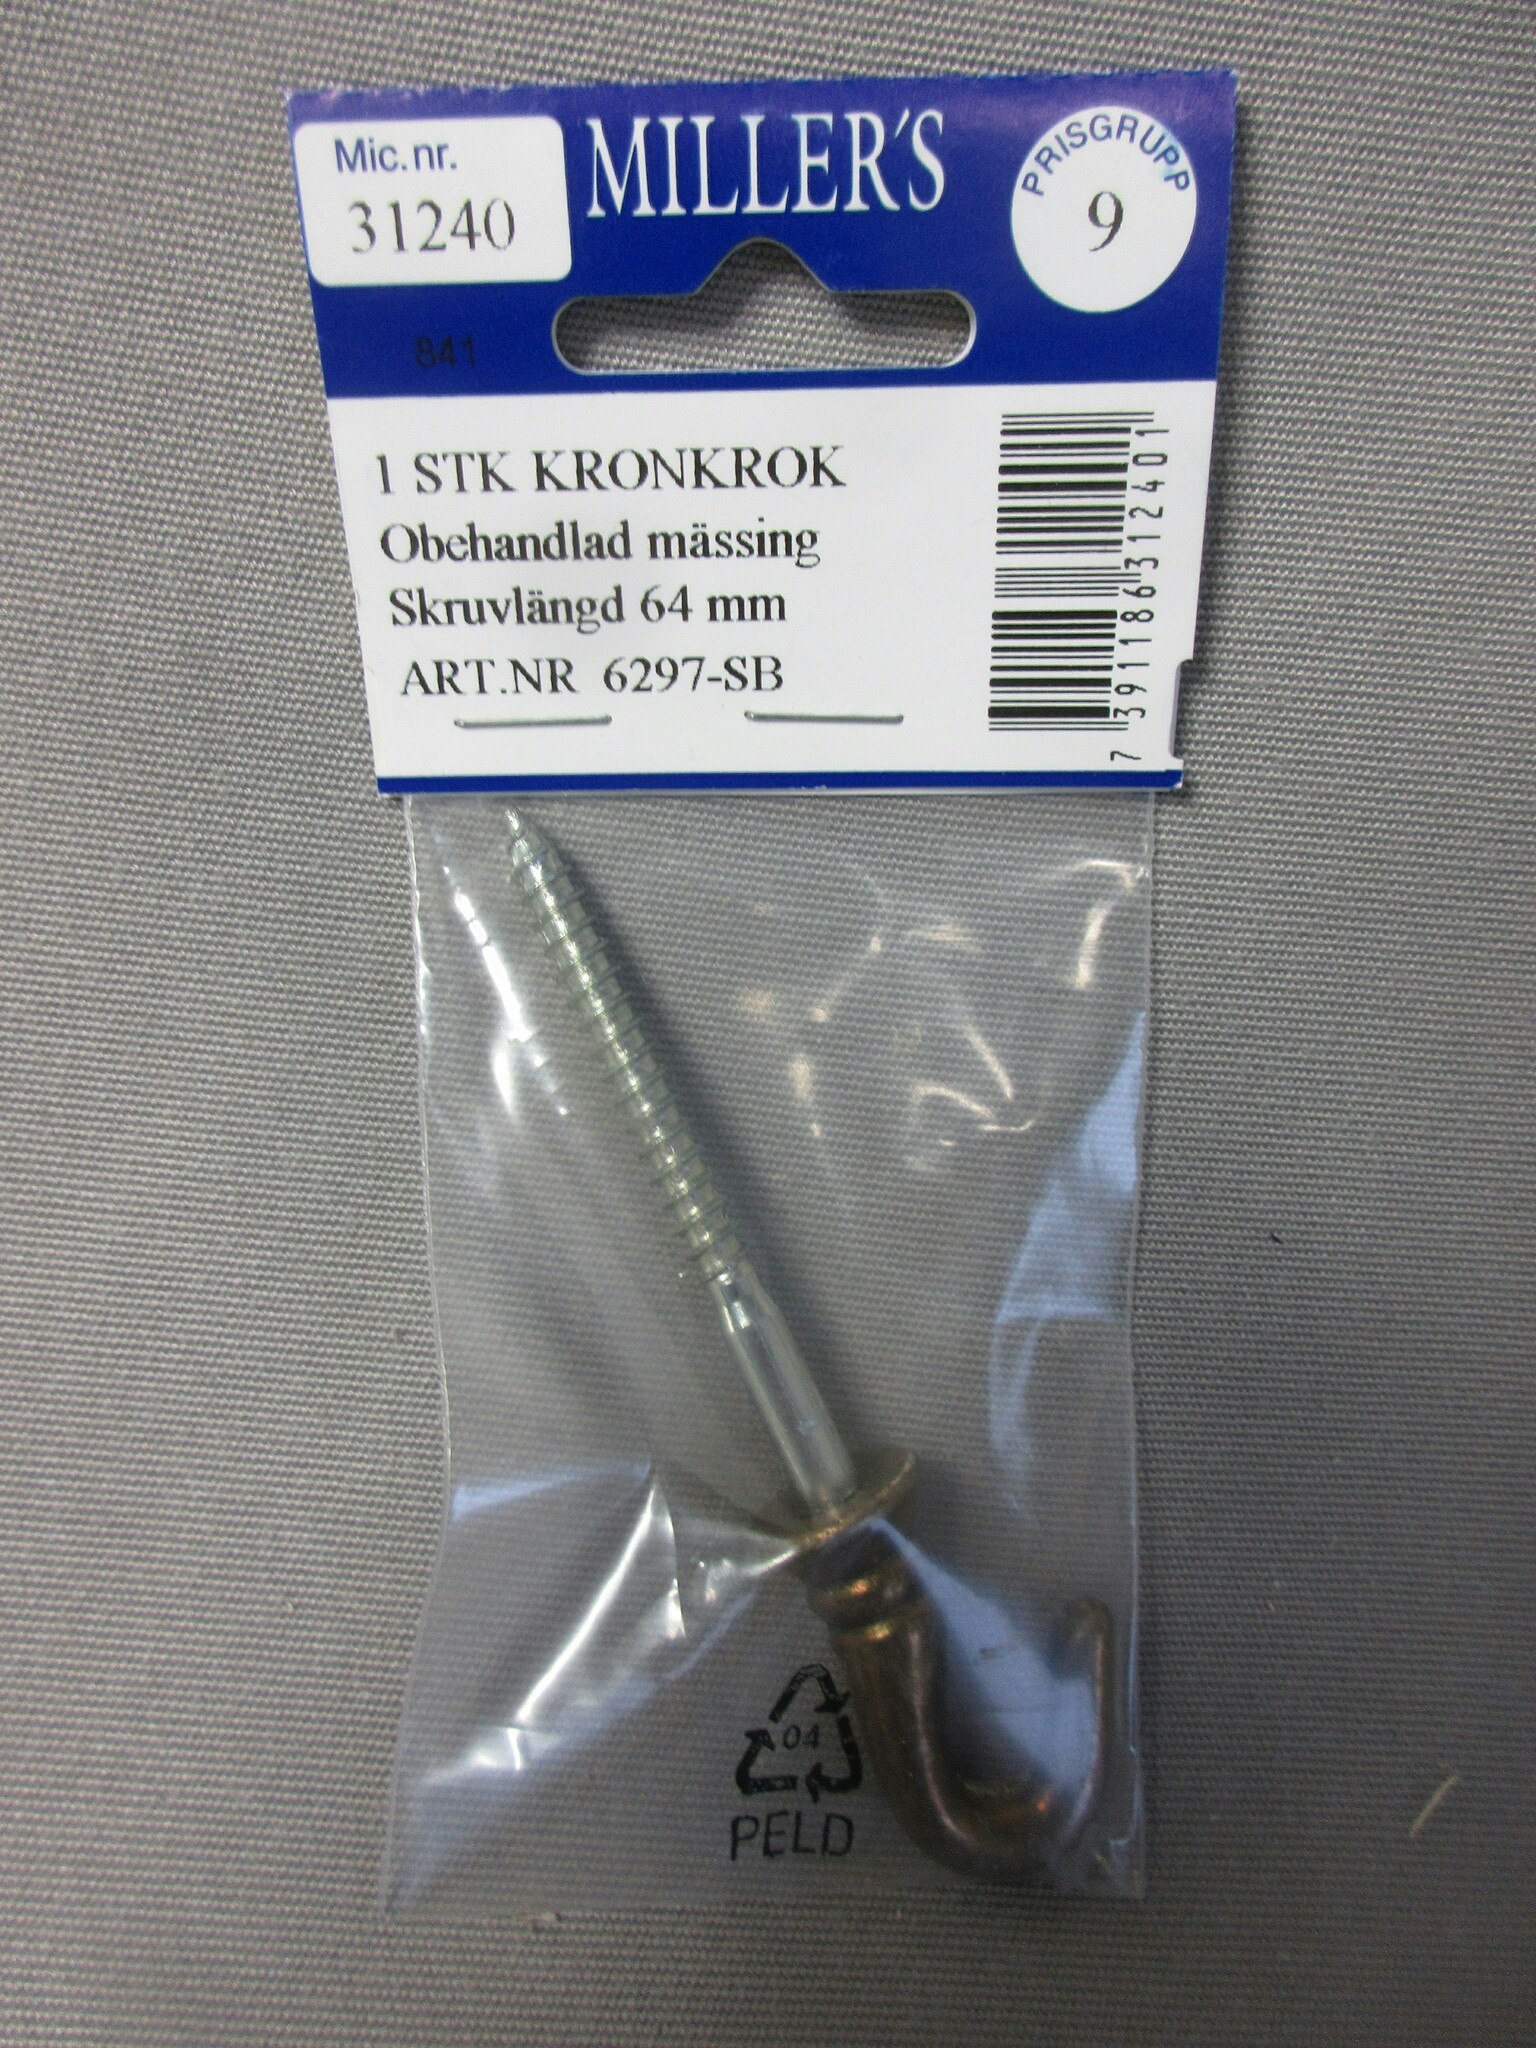 Mic.nr.
31240
MILLER'S
PRISGRUPP
9
841
1 STK KRONKROK
Obehandlad mässing
Skruvlängd 64 mm
ART.NR 6297-SB
7 391186 312401
04
PELD